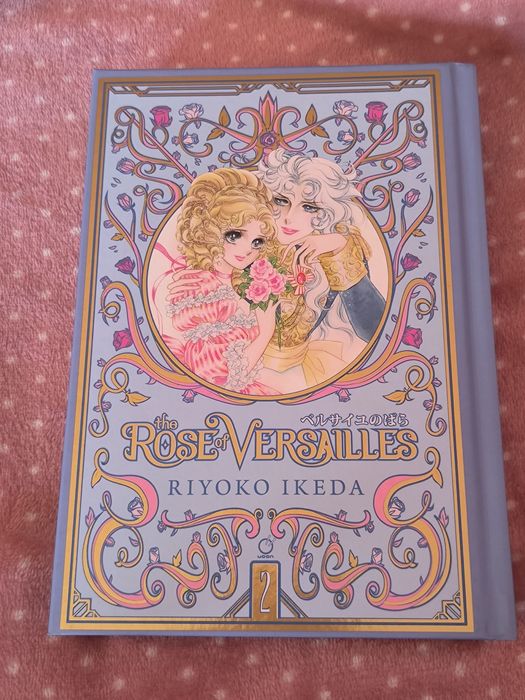 ベルサイユのばら
the
ROSE of VERSAILLES
RIYOKO IKEDA
UDON
2